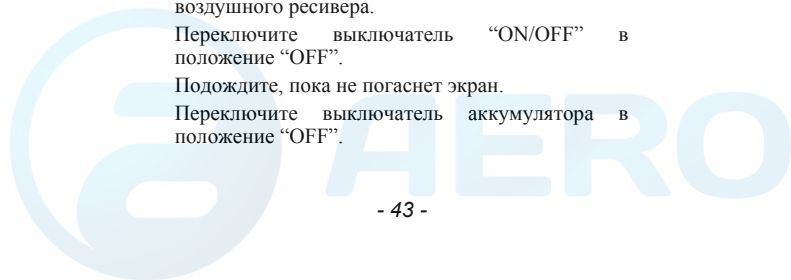 воздушного ресивера.
Переключите выключатель “ON/OFF” в
положение “OFF”.
Подождите, пока не погаснет экран.
Переключите выключатель аккумулятора в
положение “OFF”.
AERO
- 43 -